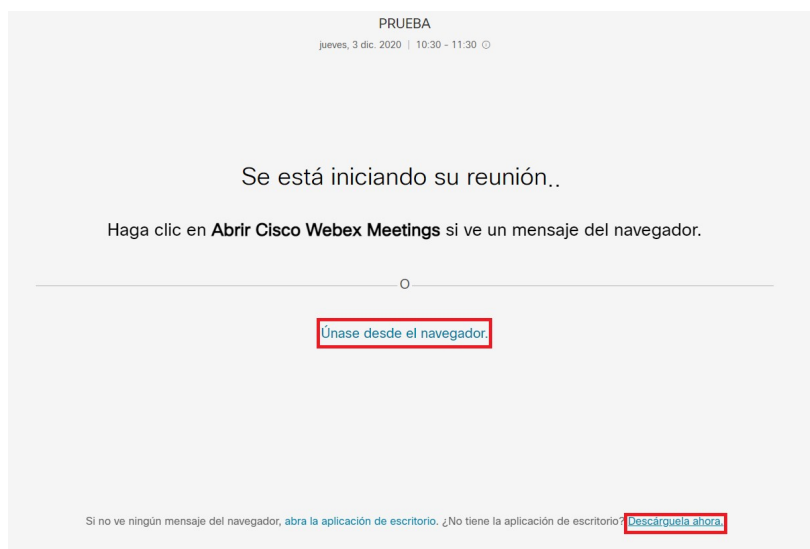 PRUEBA
jueves, 3 dic. 2020 | 10:30 - 11:30
Se está iniciando su reunión..
Haga clic en Abrir Cisco Webex Meetings si ve un mensaje del navegador.
O
Únase desde el navegador.
Si no ve ningún mensaje del navegador, abra la aplicación de escritorio. ¿No tiene la aplicación de escritorio? Descárguela ahora.